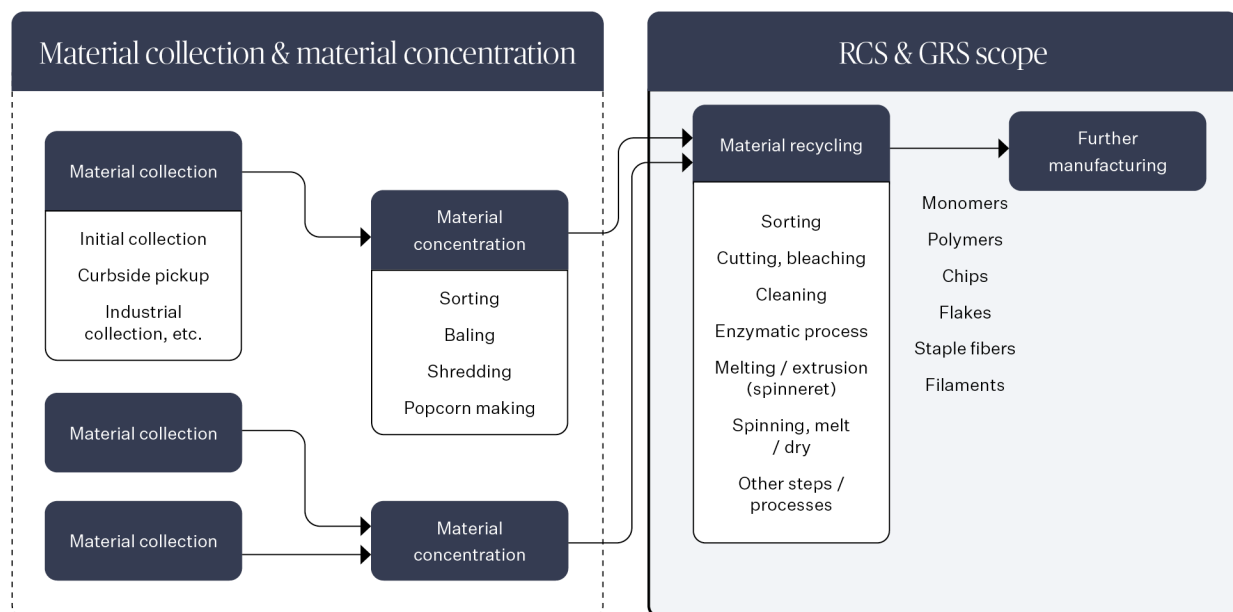 Material collection & material concentration
Material collection
Initial collection
Curbside pickup
Industrial
collection, etc.
Material collection
Material collection
Material
concentration
Sorting
Baling
Shredding
Popcorn making
Material
concentration
RCS & GRS scope
Material recycling
Sorting
Cutting, bleaching
Cleaning
Enzymatic process
Melting / extrusion
(spinneret)
Spinning, melt
/ dry
Other steps /
processes
Further
manufacturing
Monomers
Polymers
Chips
Flakes
Staple fibers
Filaments